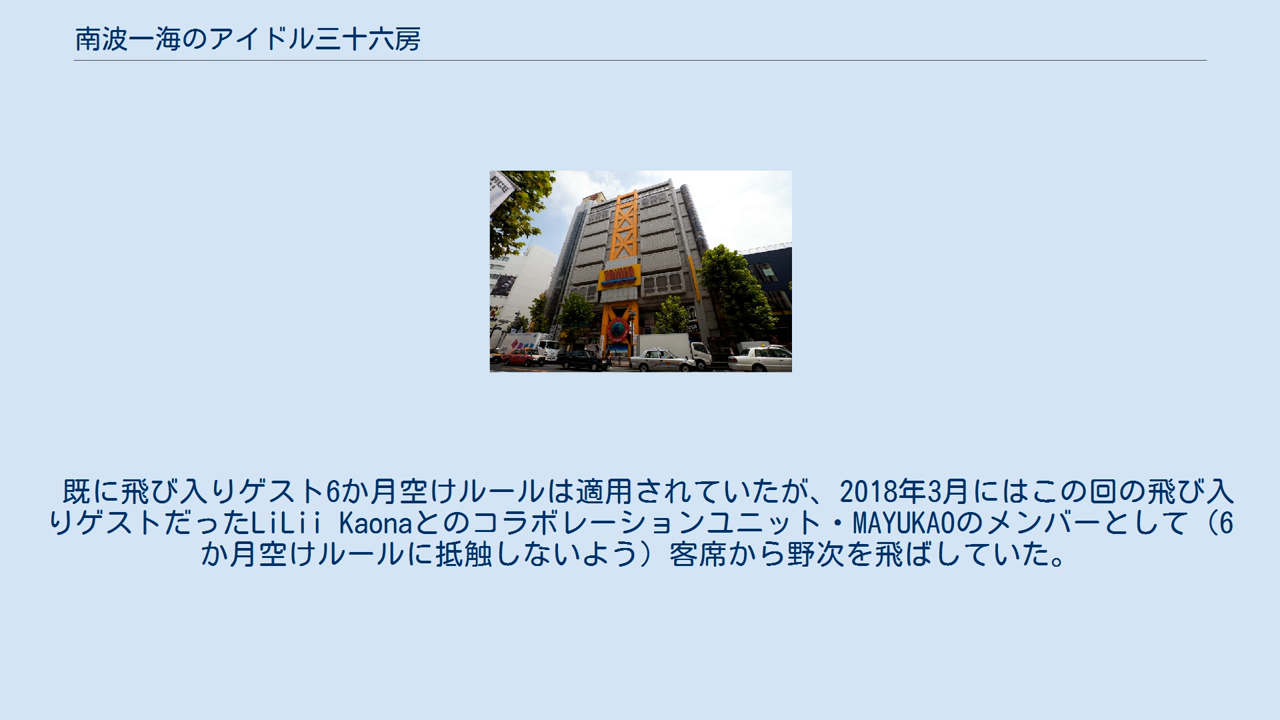 南波一海のアイドル三十六房
既に飛び入りゲスト6か月空けルールは適用されていたが、2018年3月にはこの回の飛び入
りゲストだったLiLii Kaonaとのコラボレーションユニット・MAYUKAOのメンバーとして（6
か月空けルールに抵触しないよう）客席から野次を飛ばしていた。